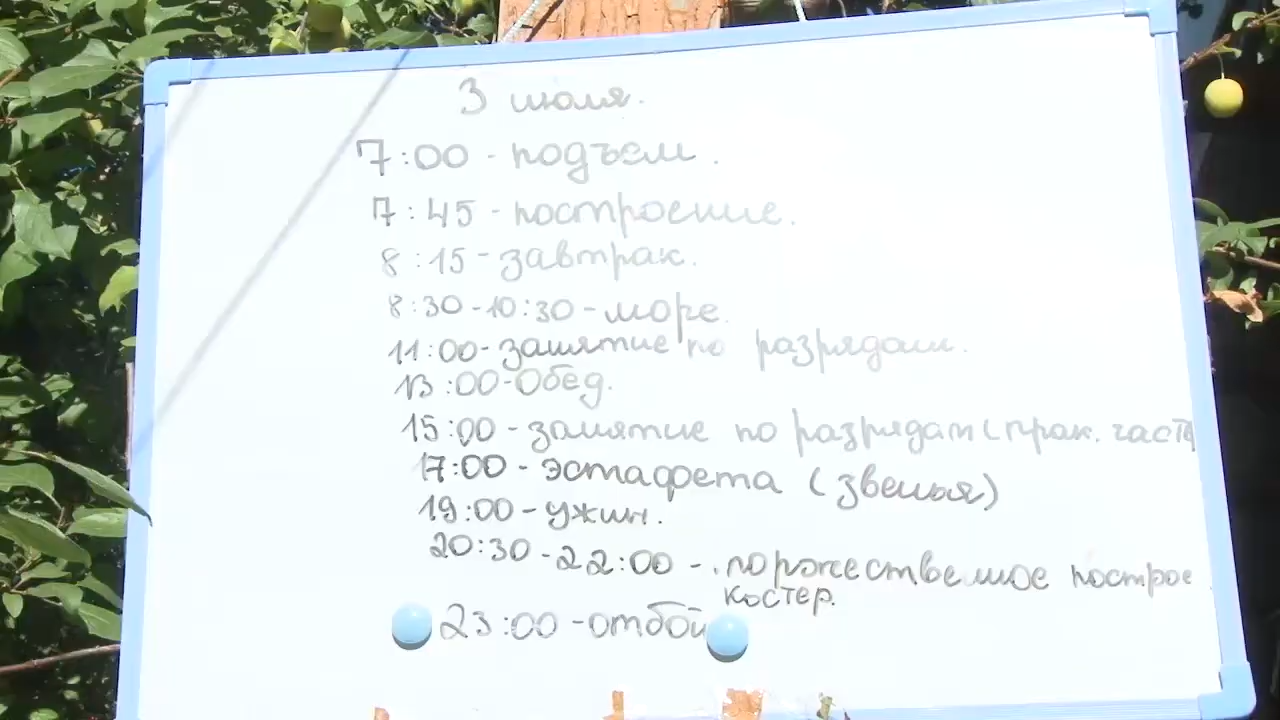 3 июля.
7:00 - подъем.
7:45 - построение.
8:15 - завтрак.
8:30 - 10:30 - море.
11:00 - занятие по разрядам.
13:00 - Обед.
15:00 - занятие по разрядам (прак. часть
17:00 - эстафета (звенья)
19:00 - ужин.
20:30 - 22:00 - торжественное построе
костер.
23:00 - отбой